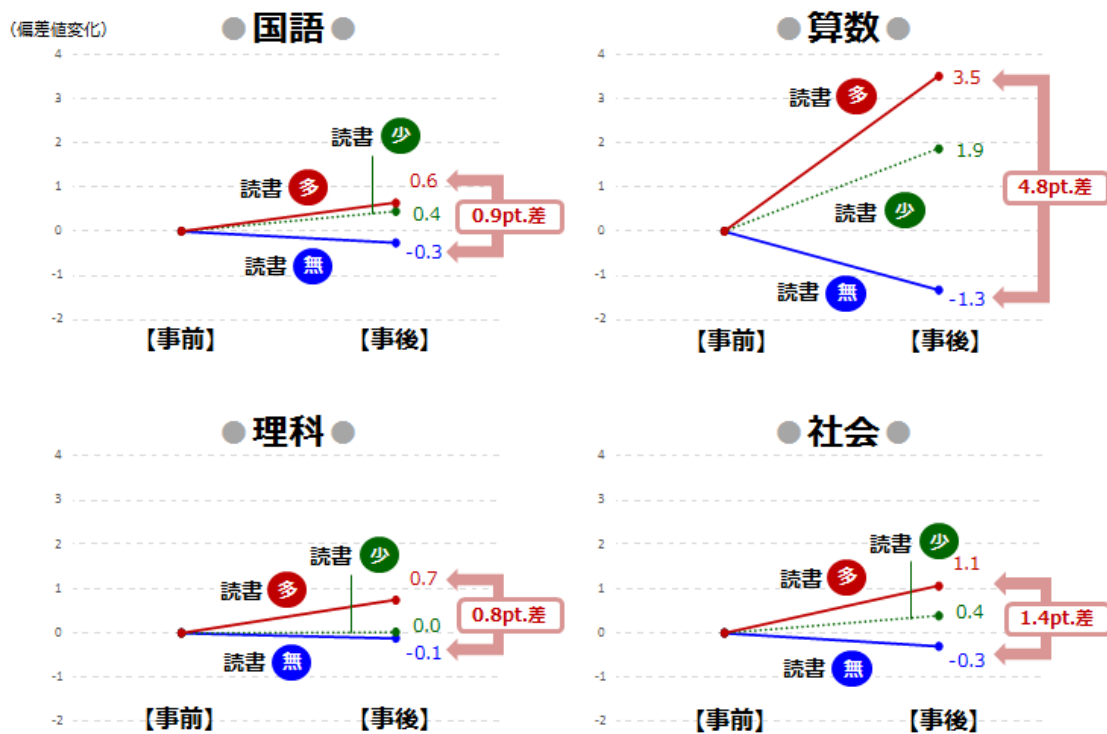 (偏差値変化)
● 国語 ●
4
3
2
1
0
-1
-2
読書 少
読書 多
読書 無
0.6
0.4
-0.3
0.9pt.差
【事前】
【事後】
● 算数 ●
4
3
2
1
0
-1
-2
読書 多
読書 少
読書 無
3.5
1.9
-1.3
4.8pt.差
【事前】
【事後】
● 理科 ●
4
3
2
1
0
-1
-2
読書 少
読書 多
読書 無
0.7
0.0
-0.1
0.8pt.差
【事前】
【事後】
● 社会 ●
4
3
2
1
0
-1
-2
読書 少
読書 多
読書 無
1.1
0.4
-0.3
1.4pt.差
【事前】
【事後】